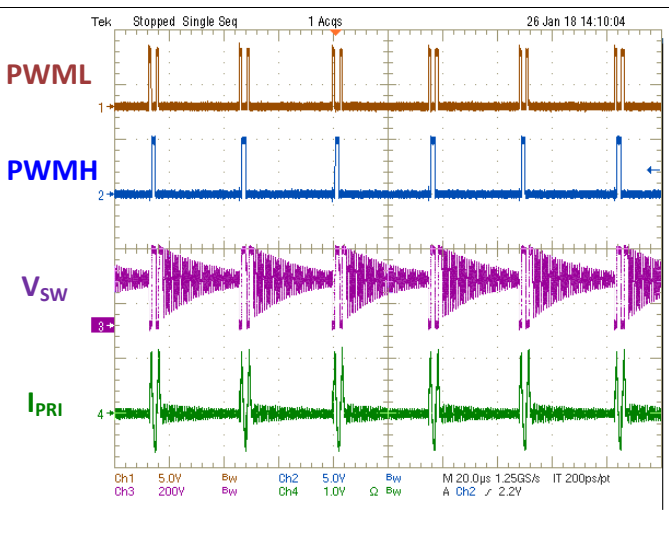 Tek Stopped Single Seq 1 Acqs 26 Jan 18 14:10:04
PWML
1
PWMH
2
VSW
3
IPRI
4
Ch1 5.0V Bw Ch2 5.0V Bw M 20.0µs 1.25GS/s IT 200ps/pt
Ch3 200V Bw Ch4 1.0V Ω Bw A Ch2 ∕ 2.2V